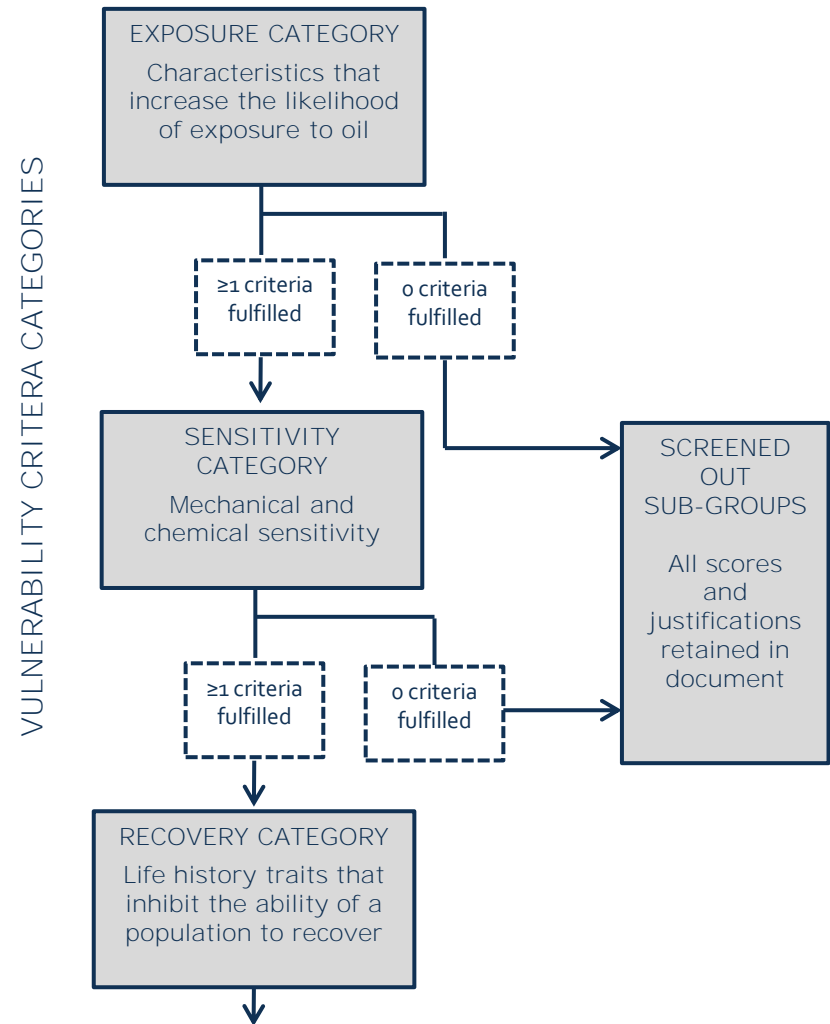 VULNERABILITY CRITERA CATEGORIES
EXPOSURE CATEGORY
Characteristics that
increase the likelihood
of exposure to oil
≥1 criteria
fulfilled
0 criteria
fulfilled
SENSITIVITY
CATEGORY
Mechanical and
chemical sensitivity
SCREENED
OUT
SUB-GROUPS
All scores
and
justifications
retained in
document
≥1 criteria
fulfilled
0 criteria
fulfilled
RECOVERY CATEGORY
Life history traits that
inhibit the ability of a
population to recover